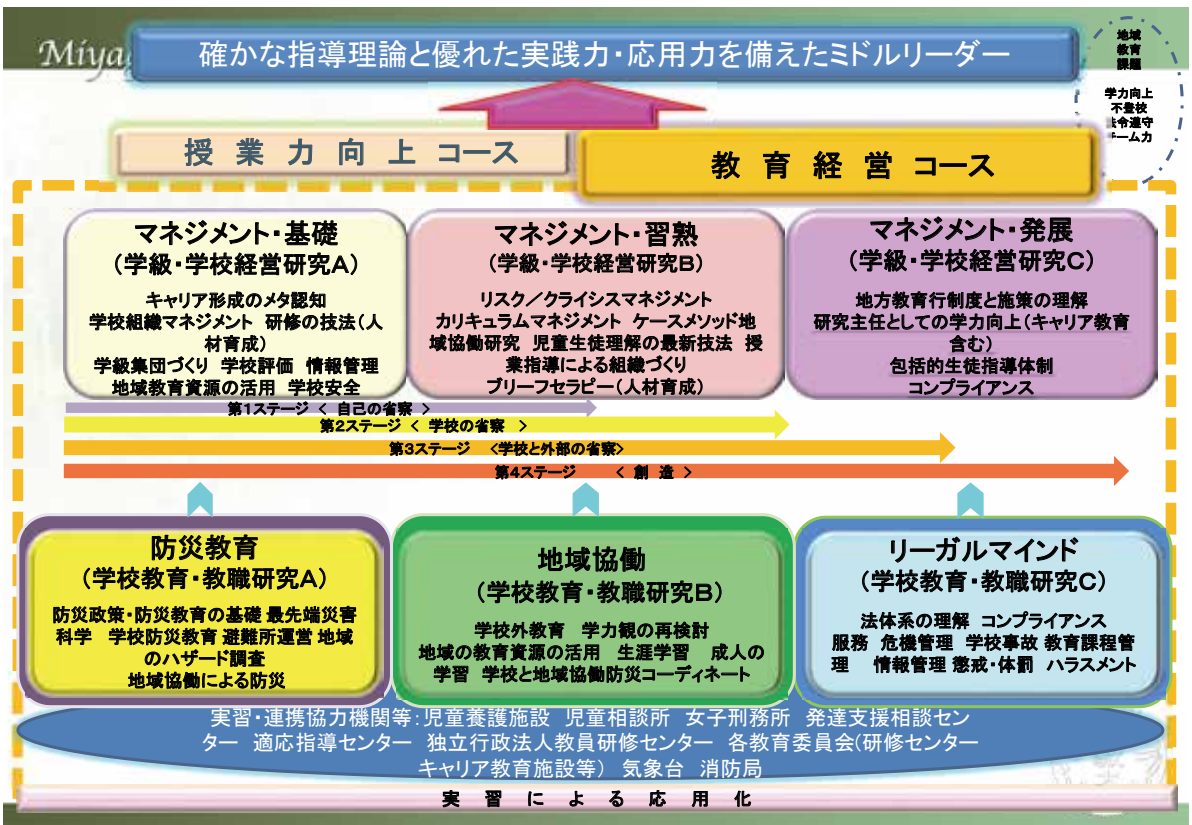 Miya
確かな指導理論と優れた実践力・応用力を備えたミドルリーダー
地域
教育
課題
学力向上
不登校
令遵守
ーム力
授業力向上コース
教育経営コース
マネジメント・基礎
(学級・学校経営研究A)
キャリア形成のメタ認知
学校組織マネジメント 研修の技法(人
材育成)
学級集団づくり 学校評価 情報管理
地域教育資源の活用 学校安全
マネジメント・習熟
(学級・学校経営研究B)
リスク/クライシスマネジメント
カリキュラムマネジメント ケースメソッド地
域協働研究 児童生徒理解の最新技法 授
業指導による組織づくり
ブリーフセラピー(人材育成)
マネジメント・発展
(学級・学校経営研究C)
地方教育行制度と施策の理解
研究主任としての学力向上(キャリア教育
含む)
包括的生徒指導体制
コンプライアンス
第1ステージ < 自己の省察 >
第2ステージ < 学校の省察 >
第3ステージ <学校と外部の省察>
第4ステージ < 創 造 >
防災教育
(学校教育・教職研究A)
防災政策・防災教育の基礎 最先端災害
科学 学校防災教育 避難所運営 地域
のハザード調査
地域協働による防災
地域協働
(学校教育・教職研究B)
学校外教育 学力観の再検討
地域の教育資源の活用 生涯学習 成人の
学習 学校と地域協働防災コーディネート
リーガルマインド
(学校教育・教職研究C)
法体系の理解 コンプライアンス
服務 危機管理 学校事故 教育課程管
理 情報管理 懲戒・体罰 ハラスメント
実習・連携協力機関等:児童養護施設 児童相談所 女子刑務所 発達支援相談セン
ター 適応指導センター 独立行政法人教員研修センター 各教育委員会(研修センター
キャリア教育施設等) 気象台 消防局
実習による応用化